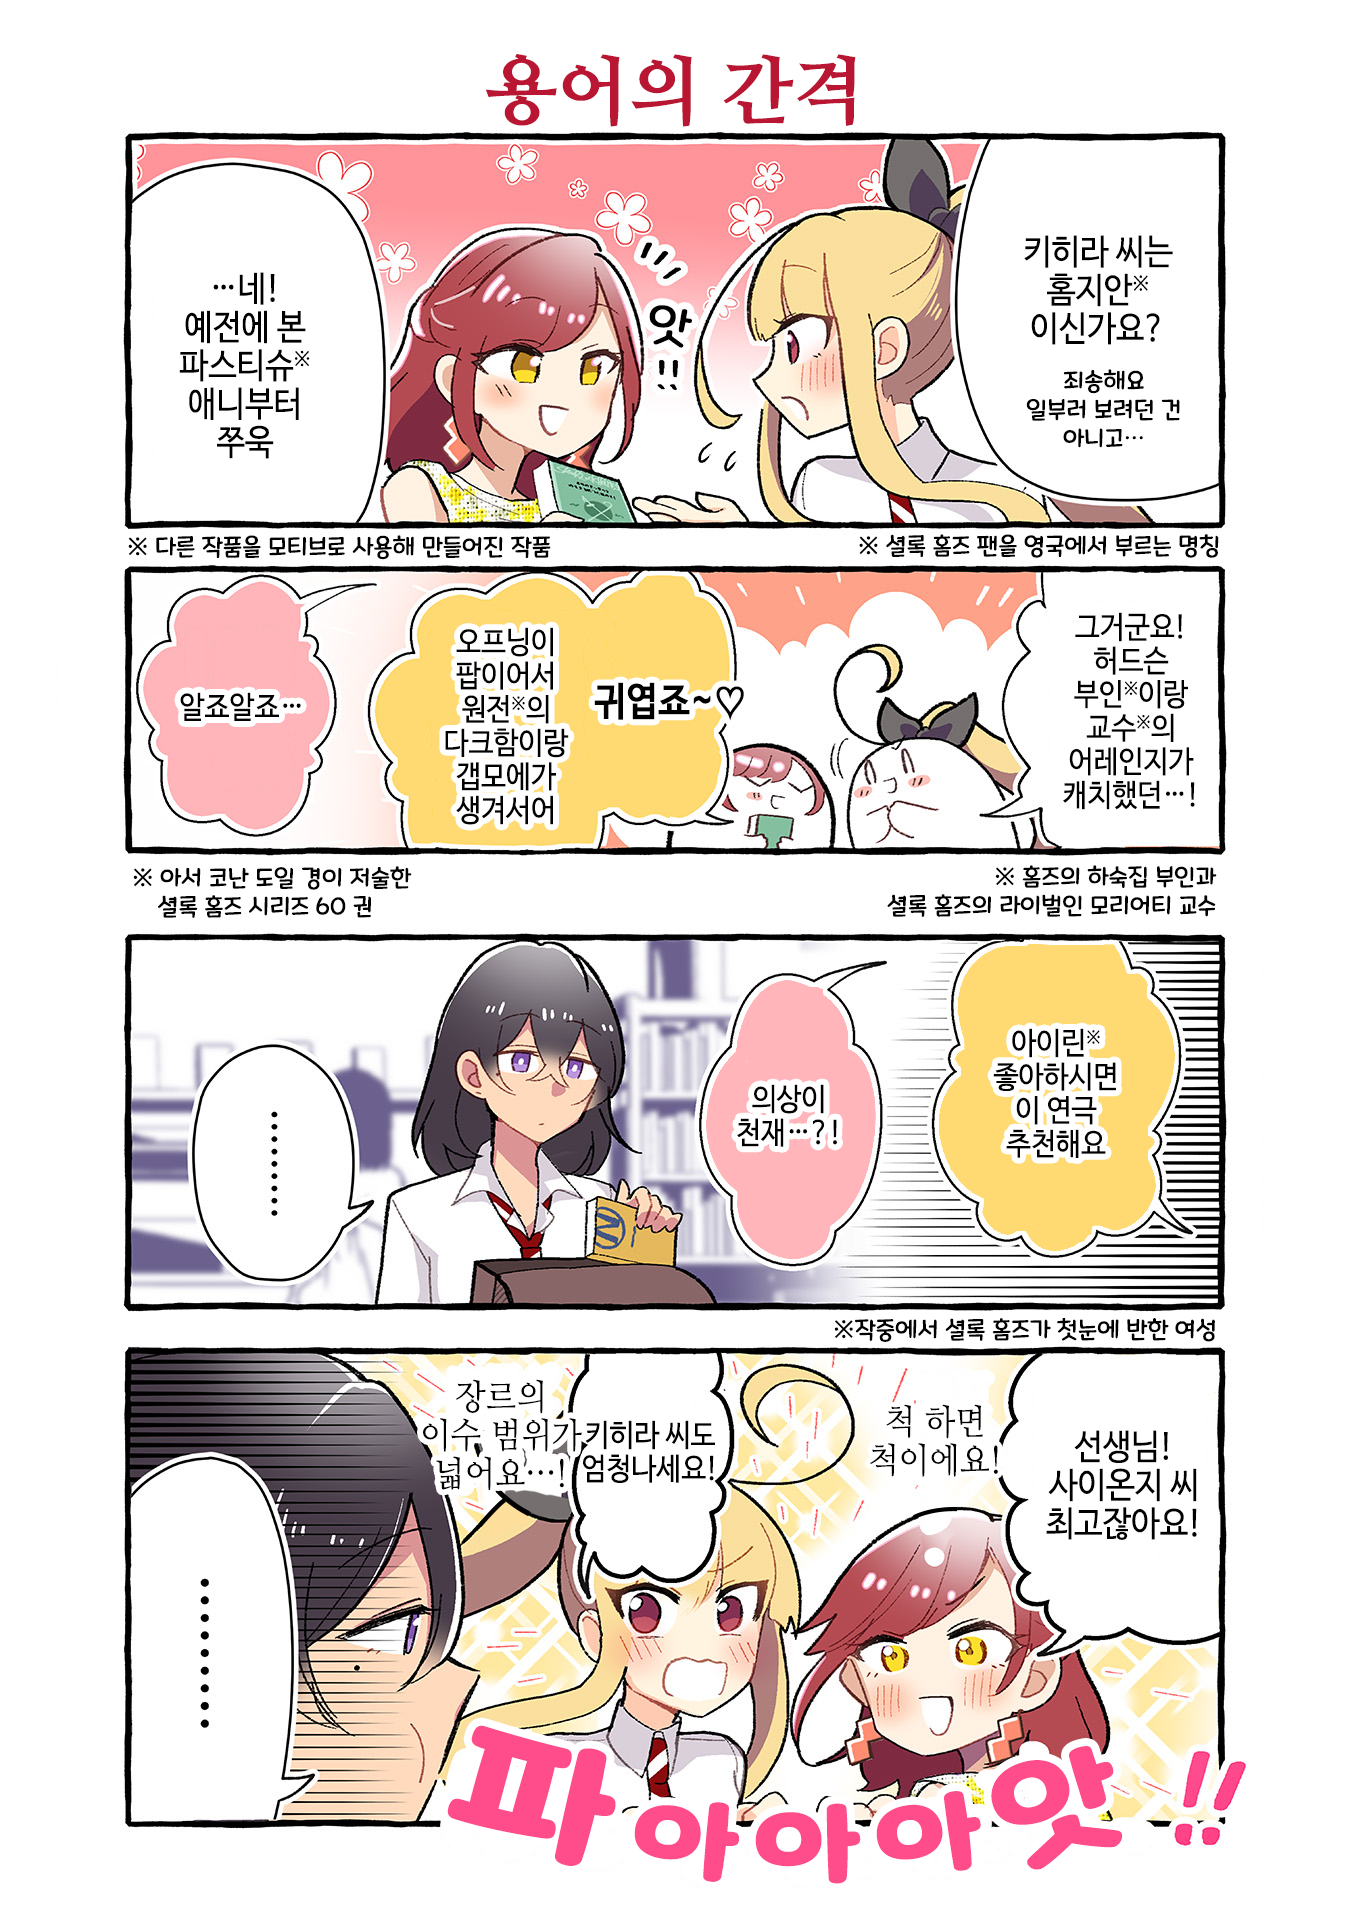 용어의 간격
키히라 씨는
홈지안※
이신가요?
죄송해요
일부러 보려던 건
아니고…
앗!!
…네!
예전에 본
파스티슈※
애니부터
쭈욱
※ 셜록 홈즈 팬을 영국에서 부르는 명칭
※ 다른 작품을 모티브로 사용해 만들어진 작품
그거군요!
허드슨
부인※이랑
교수※의
어레인지가
캐치했던…!
귀엽죠~♡
오프닝이
팝이어서
원전※의
다크함이랑
갭모에가
생겨서어
알죠알죠…
※ 홈즈의 하숙집 부인과
셜록 홈즈의 라이벌인 모리어티 교수
※ 아서 코난 도일 경이 저술한
셜록 홈즈 시리즈 60 권
아이린※
좋아하시면
이 연극
추천해요
의상이
천재…?!
………
※작중에서 셜록 홈즈가 첫눈에 반한 여성
선생님!
사이온지 씨
최고잖아요!
척 하면
척이에요!
키히라 씨도
엄청나세요!
장르의
이수 범위가
넓어요…!
………
파아아아앗!!